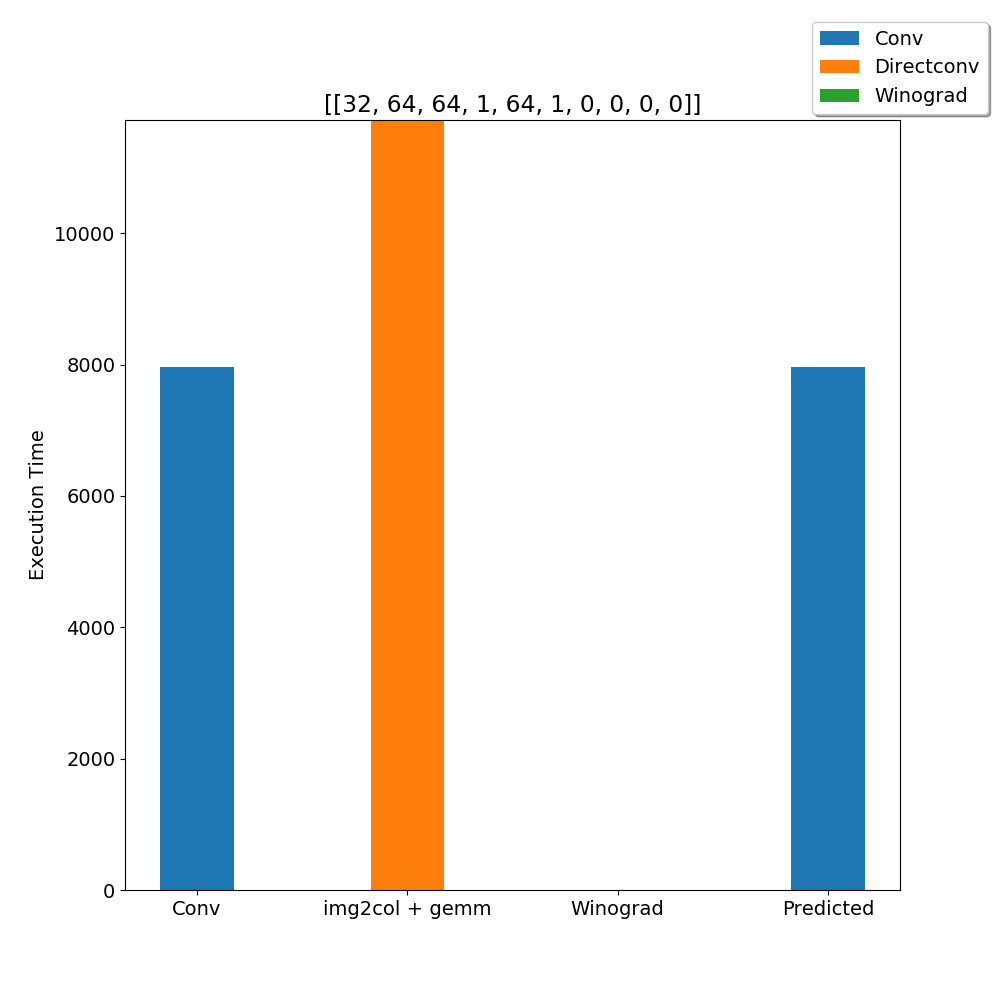 Conv
Directconv
Winograd
[[32, 64, 64, 1, 64, 1, 0, 0, 0, 0]]
Execution Time
10000
8000
6000
4000
2000
0
Conv img2col + gemm Winograd Predicted